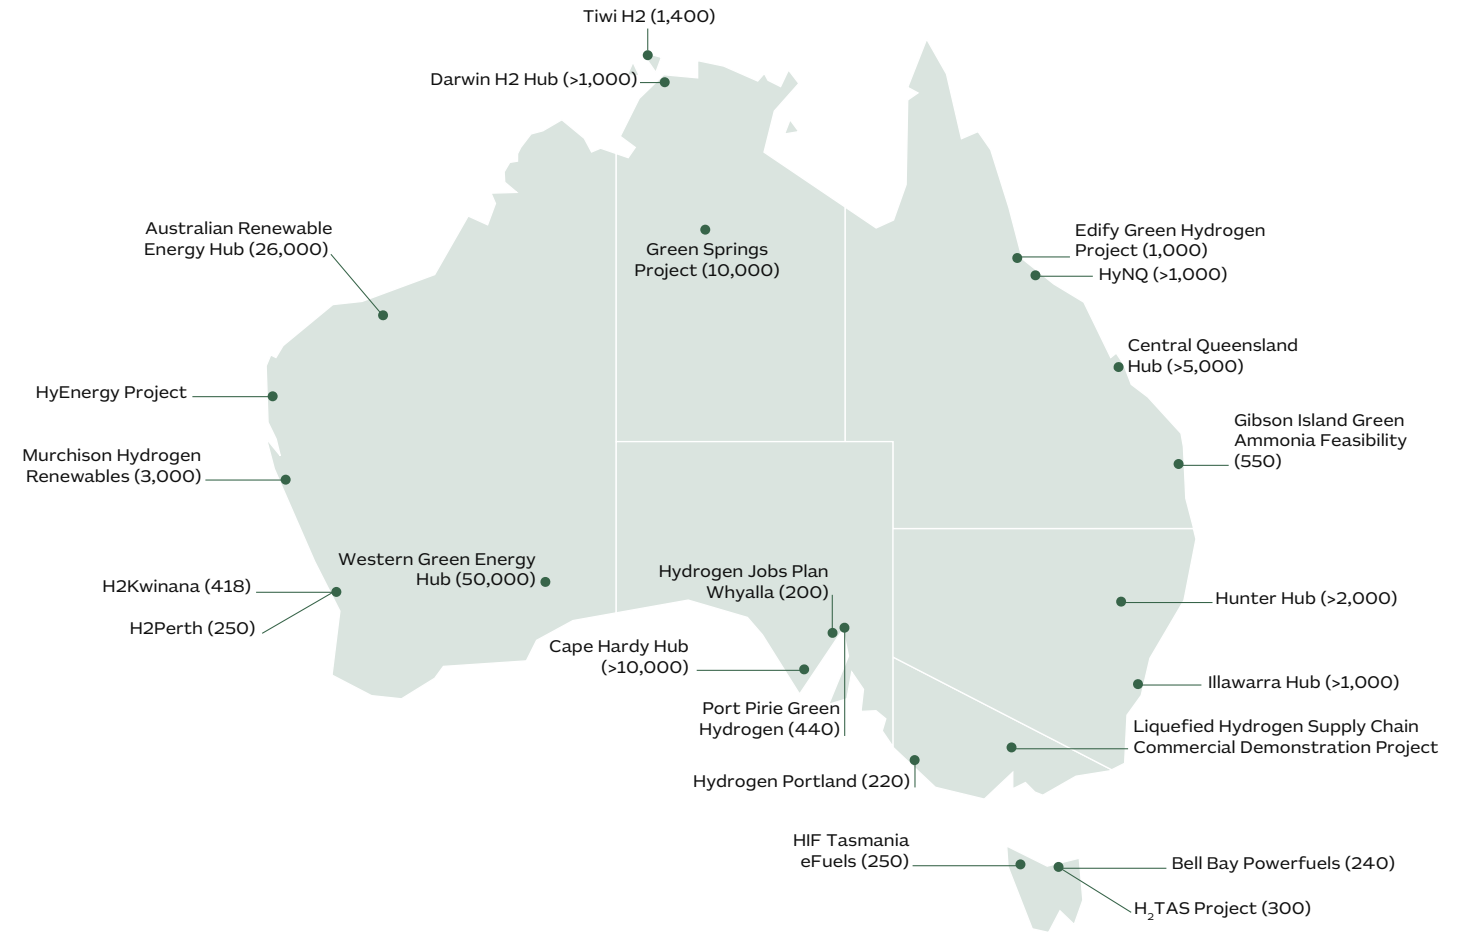 Tiwi H2 (1,400)
Darwin H2 Hub (>1,000)
Australian Renewable
Energy Hub (26,000)
Green Springs
Project (10,000)
Edify Green Hydrogen
Project (1,000)
HyNQ (>1,000)
Central Queensland
Hub (>5,000)
HyEnergy Project
Gibson Island Green
Ammonia Feasibility
(550)
Murchison Hydrogen
Renewables (3,000)
Western Green Energy
Hub (50,000)
Hydrogen Jobs Plan
Whyalla (200)
H2Kwinana (418)
H2Perth (250)
Hunter Hub (>2,000)
Cape Hardy Hub
(>10,000)
Illawarra Hub (>1,000)
Port Pirie Green
Hydrogen (440)
Liquefied Hydrogen Supply Chain
Commercial Demonstration Project
Hydrogen Portland (220)
HIF Tasmania
eFuels (250)
Bell Bay Powerfuels (240)
H₂TAS Project (300)